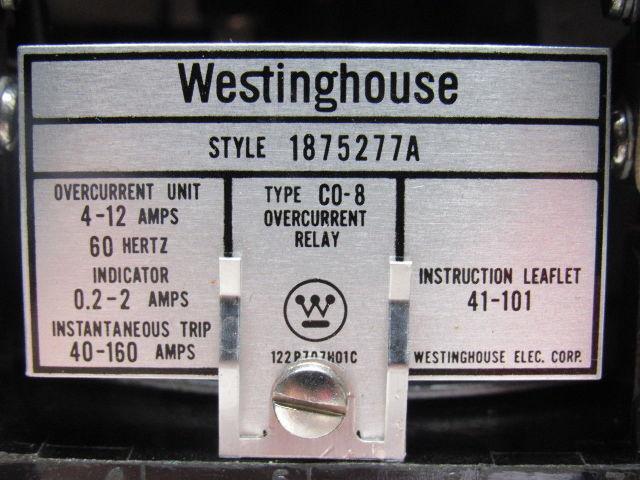 Westinghouse
STYLE 1875277A
OVERCURRENT UNIT
4-12 AMPS
60 HERTZ
INDICATOR
0.2-2 AMPS
INSTANTANEOUS TRIP
40-160 AMPS
TYPE CO-8
OVERCURRENT
RELAY
W
INSTRUCTION LEAFLET
41-101
WESTINGHOUSE ELEC. CORP.